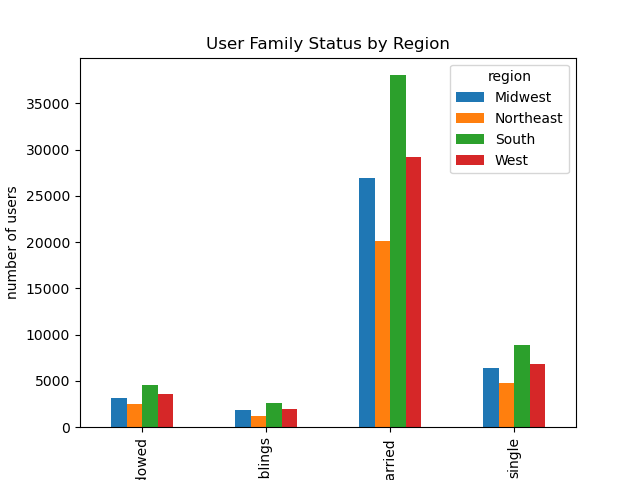 User Family Status by Region
number of users
35000
30000
25000
20000
15000
10000
5000
0
region
Midwest
Northeast
South
West
dowed
blings
arried
single